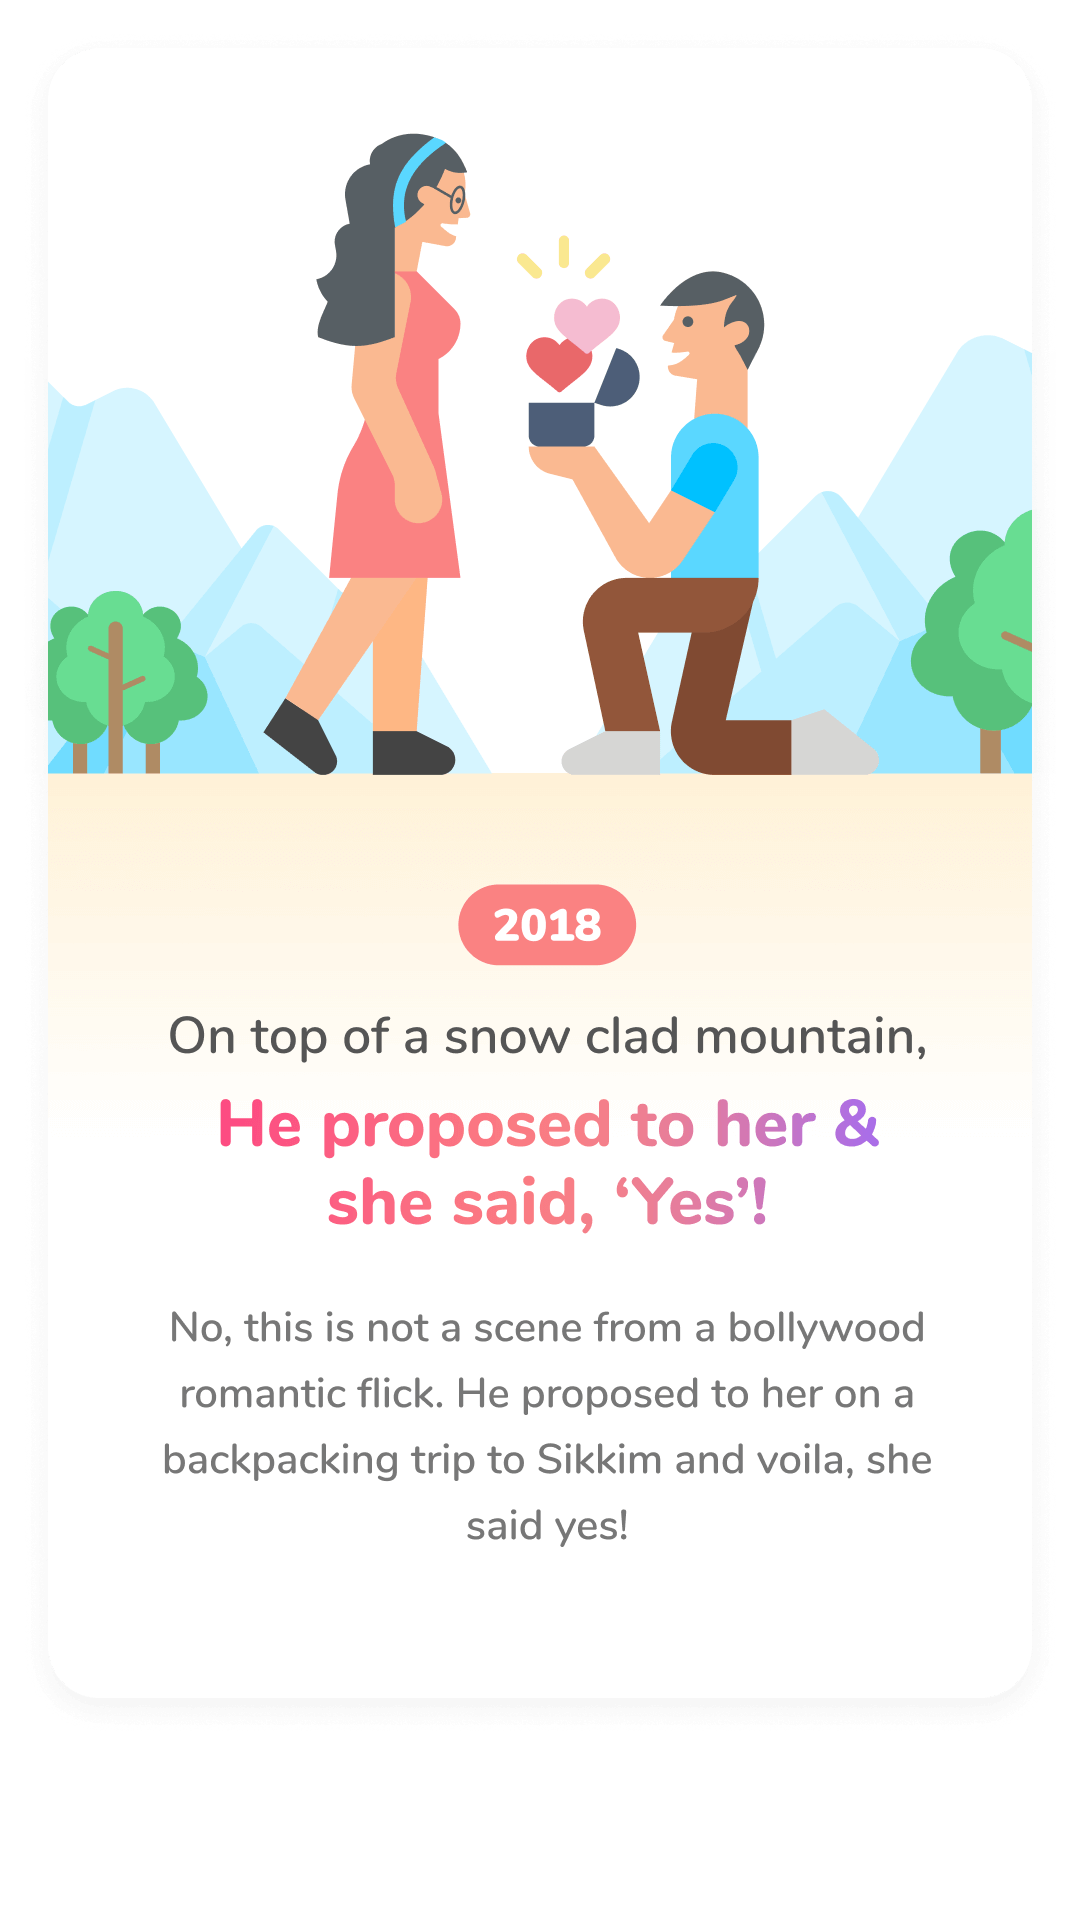 2018
On top of a snow clad mountain,
He proposed to her &
she said, ‘Yes’!
No, this is not a scene from a bollywood
romantic flick. He proposed to her on a
backpacking trip to Sikkim and voila, she
said yes!